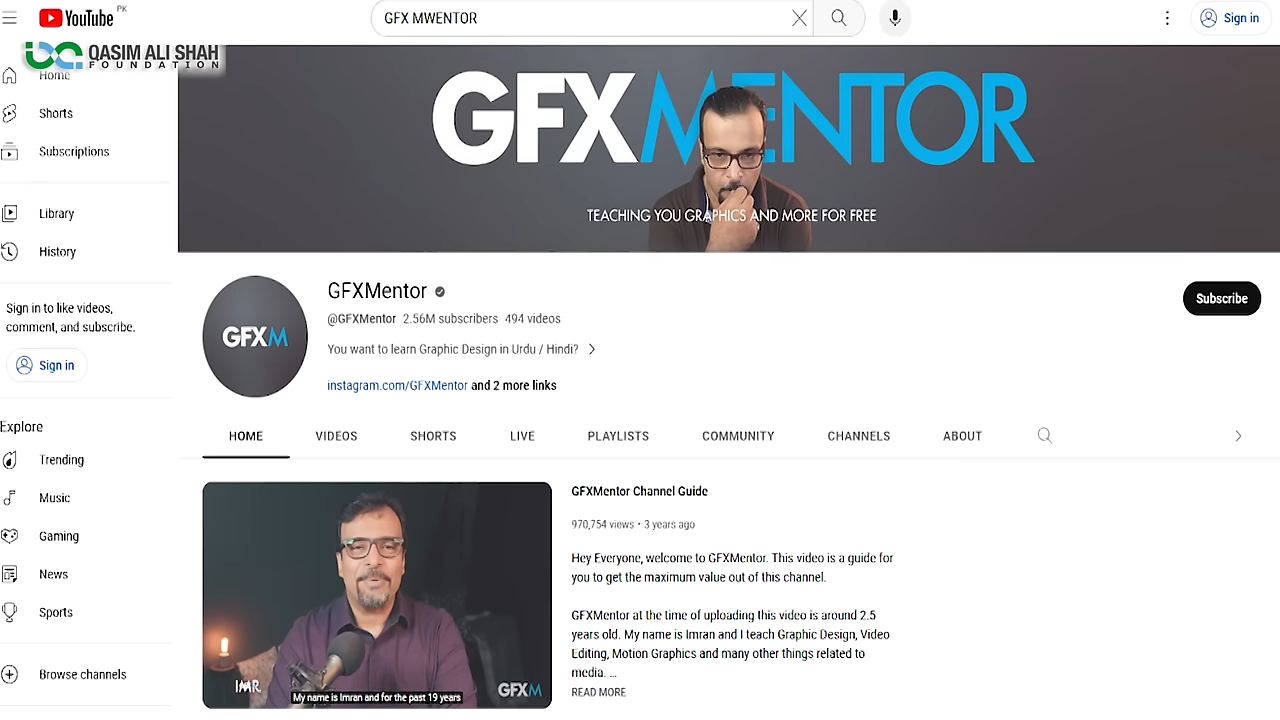 YouTube PK
GFX MWENTOR
Sign in
QASIM ALI SHAH
FOUNDATION
Home
Shorts
Subscriptions
Library
History
Sign in to like videos,
comment, and subscribe.
Sign in
Explore
Trending
Music
Gaming
News
Sports
Browse channels
GFXMENTOR
TEACHING YOU GRAPHICS AND MORE FOR FREE
GFXM
GFXMentor
@GFXMentor 2.56M subscribers 494 videos
You want to learn Graphic Design in Urdu / Hindi?
instagram.com/GFXMentor and 2 more links
Subscribe
HOME VIDEOS SHORTS LIVE PLAYLISTS COMMUNITY CHANNELS ABOUT
IMR
My name is Imran and for the past 19 years
GFXM
GFXMentor Channel Guide
970,754 views • 3 years ago
Hey Everyone, welcome to GFXMentor. This video is a guide for
you to get the maximum value out of this channel.
GFXMentor at the time of uploading this video is around 2.5
years old. My name is Imran and I teach Graphic Design, Video
Editing, Motion Graphics and many other things related to
media. ...
READ MORE